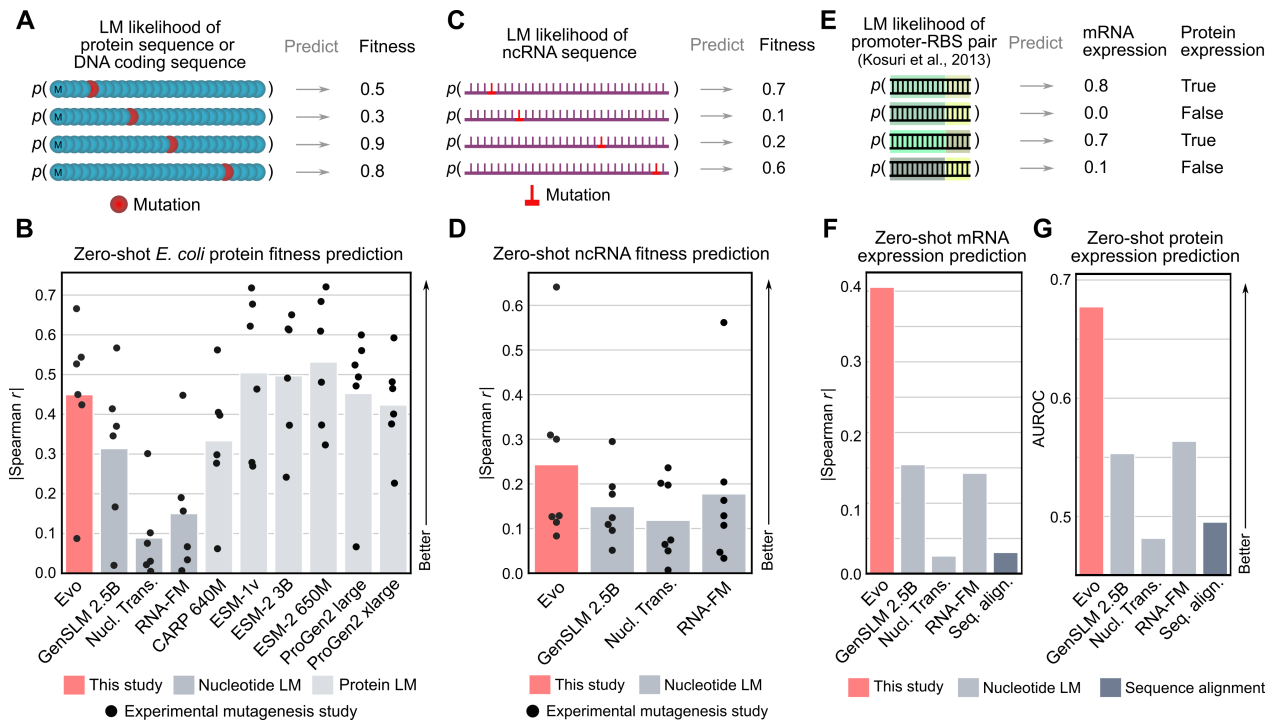 A
LM likelihood of
protein sequence or
DNA coding sequence
Predict
Fitness
p( M ) 0.5
p( M ) 0.3
p( M ) 0.9
p( M ) 0.8
Mutation
C
LM likelihood of
ncRNA sequence
Predict
Fitness
p( ) 0.7
p( ) 0.1
p( ) 0.2
p( ) 0.6
Mutation
E
LM likelihood of
promoter-RBS pair
(Kosuri et al., 2013)
Predict
mRNA
expression
Protein
expression
p( ) 0.8 True
p( ) 0.0 False
p( ) 0.7 True
p( ) 0.1 False
B
Zero-shot E. coli protein fitness prediction
|Spearman r|
0.7
0.6
0.5
0.4
0.3
0.2
0.1
0.0
Better
Evo
GenSLM 2.5B
Nucl. Trans.
RNA-FM
CARP 640M
ESM-1v
ESM-2 3B
ESM-2 650M
ProGen2 large
ProGen2 xlarge
This study
Nucleotide LM
Protein LM
Experimental mutagenesis study
D
Zero-shot ncRNA fitness prediction
|Spearman r|
0.6
0.5
0.4
0.3
0.2
0.1
0.0
Better
Evo
GenSLM 2.5B
Nucl. Trans.
RNA-FM
This study
Nucleotide LM
Experimental mutagenesis study
F
Zero-shot mRNA
expression prediction
|Spearman r|
0.4
0.3
0.2
0.1
0.0
Evo
GenSLM 2.5B
Nucl. Trans.
RNA-FM
Seq. align.
G
Zero-shot protein
expression prediction
AUROC
0.7
0.6
0.5
Better
Evo
GenSLM 2.5B
Nucl. Trans.
RNA-FM
Seq. align.
This study
Nucleotide LM
Sequence alignment